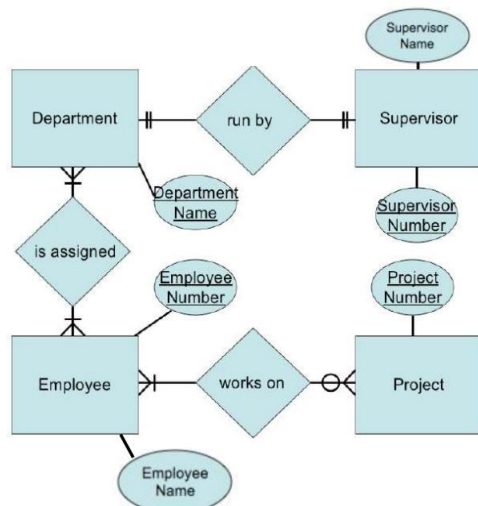 Supervisor
Name
Department
run by
Supervisor
Department
Name
Supervisor
Number
is assigned
Employee
Number
Project
Number
Employee
works on
Project
Employee
Name